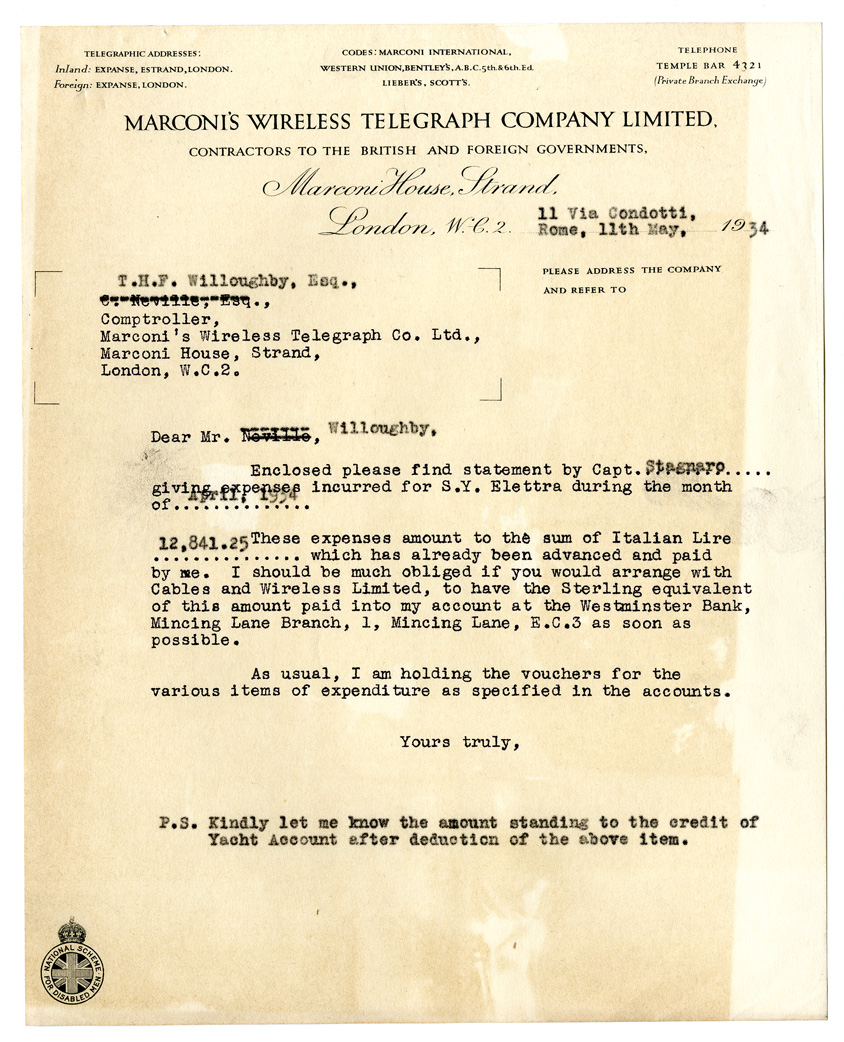 TELEGRAPHIC ADDRESSES:
Inland: EXPANSE, ESTRAND, LONDON.
Foreign: EXPANSE, LONDON.
CODES: MARCONI INTERNATIONAL,
WESTERN UNION, BENTLEY'S, A.B.C. 5th. & 6th. Ed.
LIEBER'S, SCOTT'S.
TELEPHONE
TEMPLE BAR 4321
(Private Branch Exchange)
MARCONI'S WIRELESS TELEGRAPH COMPANY LIMITED,
CONTRACTORS TO THE BRITISH AND FOREIGN GOVERNMENTS,
Marconi House, Strand,
London, W.C.2.
11 Via Condotti,
Rome, 11th May, 1934
PLEASE ADDRESS THE COMPANY
AND REFER TO
T.H.F. Willoughby, Esq.,
C. Neville, Esq.,
Comptroller,
Marconi's Wireless Telegraph Co. Ltd.,
Marconi House, Strand,
London, W.C.2.
Dear Mr. Neville, Willoughby,
Enclosed please find statement by Capt. Stagnaro.....
giving expenses incurred for S.Y. Elettra during the month
of April, 1934
12,841.25 These expenses amount to the sum of Italian Lire
............... which has already been advanced and paid
by me. I should be much obliged if you would arrange with
Cables and Wireless Limited, to have the Sterling equivalent
of this amount paid into my account at the Westminster Bank,
Mincing Lane Branch, 1, Mincing Lane, E.C.3 as soon as
possible.
As usual, I am holding the vouchers for the
various items of expenditure as specified in the accounts.
Yours truly,
P.S. Kindly let me know the amount standing to the credit of
Yacht Account after deduction of the above item.
NATIONAL SCHEME
FOR DISABLED MEN